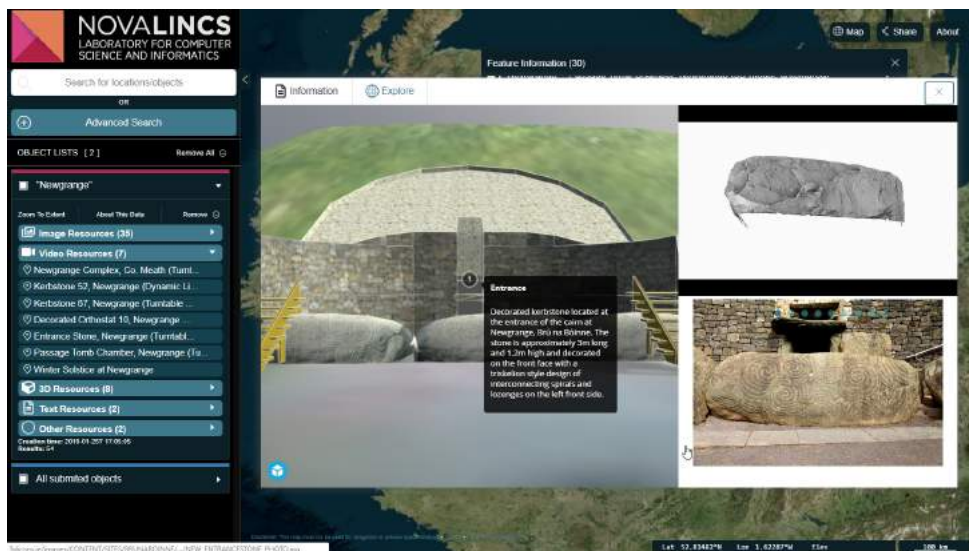 NOVALINCS
LABORATORY FOR COMPUTER
SCIENCE AND INFORMATICS
Search for locations/objects
OR
Advanced Search
OBJECT LISTS [ 2 ]
Remove All
"Newgrange"
Zoom To Extent
About This Data
Remove
Image Resources (35)
Video Resources (7)
Newgrange Complex, Co. Meath (Turnt...
Kerbstone 52, Newgrange (Dynamic Li...
Kerbstone 67, Newgrange (Turntable ...
Decorated Orthostat 10, Newgrange ...
Entrance Stone, Newgrange (Turntabl...
Passage Tomb Chamber, Newgrange (Tu...
Winter Solstice at Newgrange
3D Resources (8)
Text Resources (2)
Other Resources (2)
Results: 54
All submited objects
Map
Share
About
Feature Information (30)
Information
Explore
1
Entrance
Decorated kerbstone located at
the entrance of the cairn at
Newgrange, Brú na Bóinne. The
stone is approximately 3m long
and 1.2m high and decorated
on the front face with a
triskelion style design of
interconnecting spirals and
lozenges on the left front side.
100 km